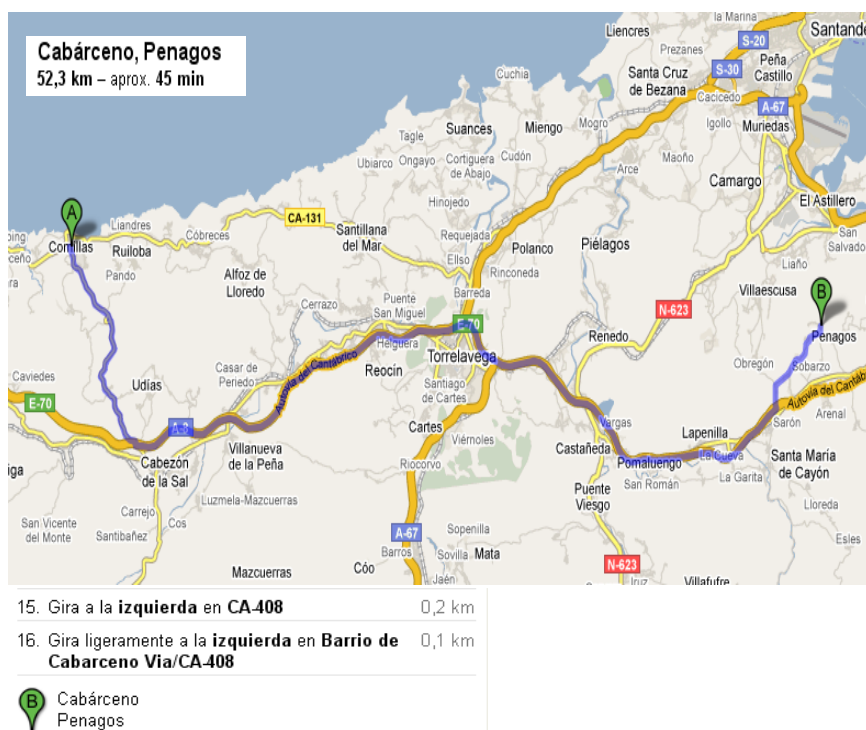 Cabárceno, Penagos
52,3 km – aprox. 45 min
la Marina
Santander
Liencres
Prezanes
S-20
Peña
Castillo
S-30
Cuchia
Santa Cruz
de Bezana
Cacicedo
A-67
Igollo
Muriedas
Suances
Miengo
Mogro
Tagle
Ubiarco
Ongayo
Cortiguera
de Abajo
Cudón
Arce
Maoño
Camargo
A
Hinojedo
El Astillero
Liandres
CA-131
Santillana
del Mar
Requejada
Polanco
Piélagos
San
Salvador
Comillas
Ruiloba
Cóbreces
Ellso
Rinconeda
Liaño
Pando
Alfoz de
Lloredo
Barreda
Villaescusa
B
Cerrazo
Puente
San Miguel
N-623
E-70
Renedo
Penagos
Helguera
Torrelavega
Obregón
Sobarzo
Caviedes
Udías
Casar de
Periedo
Autovía del Cantábrico
Reocín
Santiago
de Cartes
Autovía del Cantáb
E-70
A-8
Cartes
Viérnoles
Vargas
Lapenilla
Sarón
Arenal
Cabezón
de la Sal
Villanueva
de la Peña
Castañeda
Pomaluengo
La Cueva
Santa María
de Cayón
Riocorvo
San Román
La Garita
Luzmela-Mazcuerras
Puente
Viesgo
Lloreda
Carrejo
Cos
San Vicente
del Monte
Santibañez
A-67
Sopenilla
Esles
Barros
Sovilla
Mata
N-623
Mazcuerras
Cóo
Jaén
Villafufre
15. Gira a la izquierda en CA-408 0,2 km
16. Gira ligeramente a la izquierda en Barrio de 0,1 km
Cabarceno Via/CA-408
B Cabárceno
Penagos